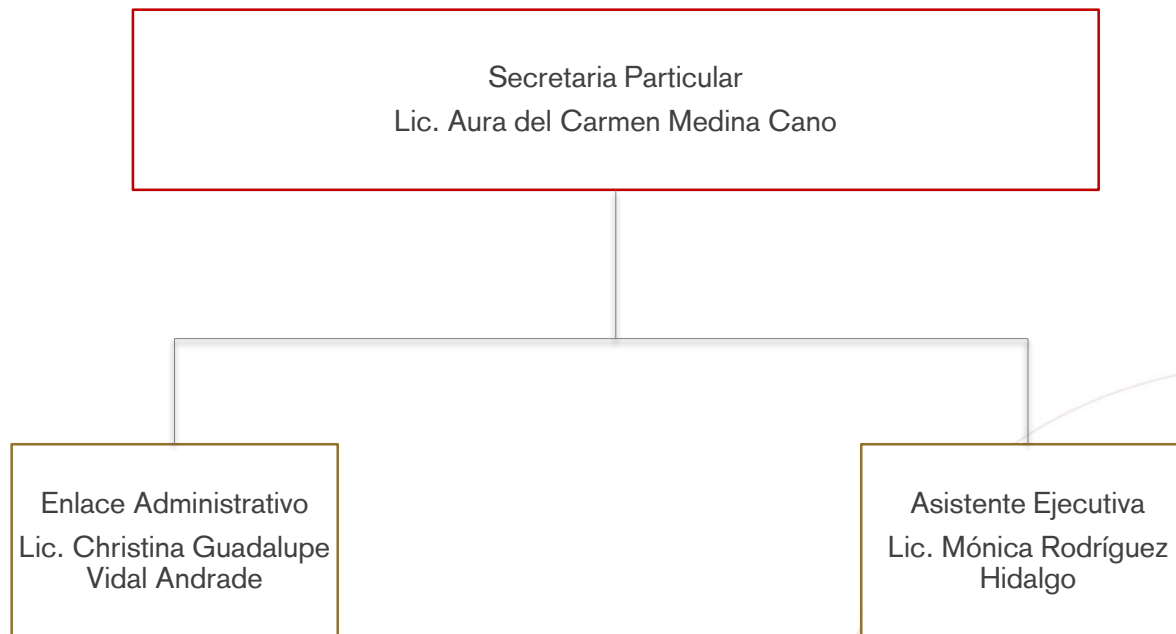 Secretaria Particular
Lic. Aura del Carmen Medina Cano
Enlace Administrativo
Lic. Christina Guadalupe
Vidal Andrade
Asistente Ejecutiva
Lic. Mónica Rodríguez
Hidalgo